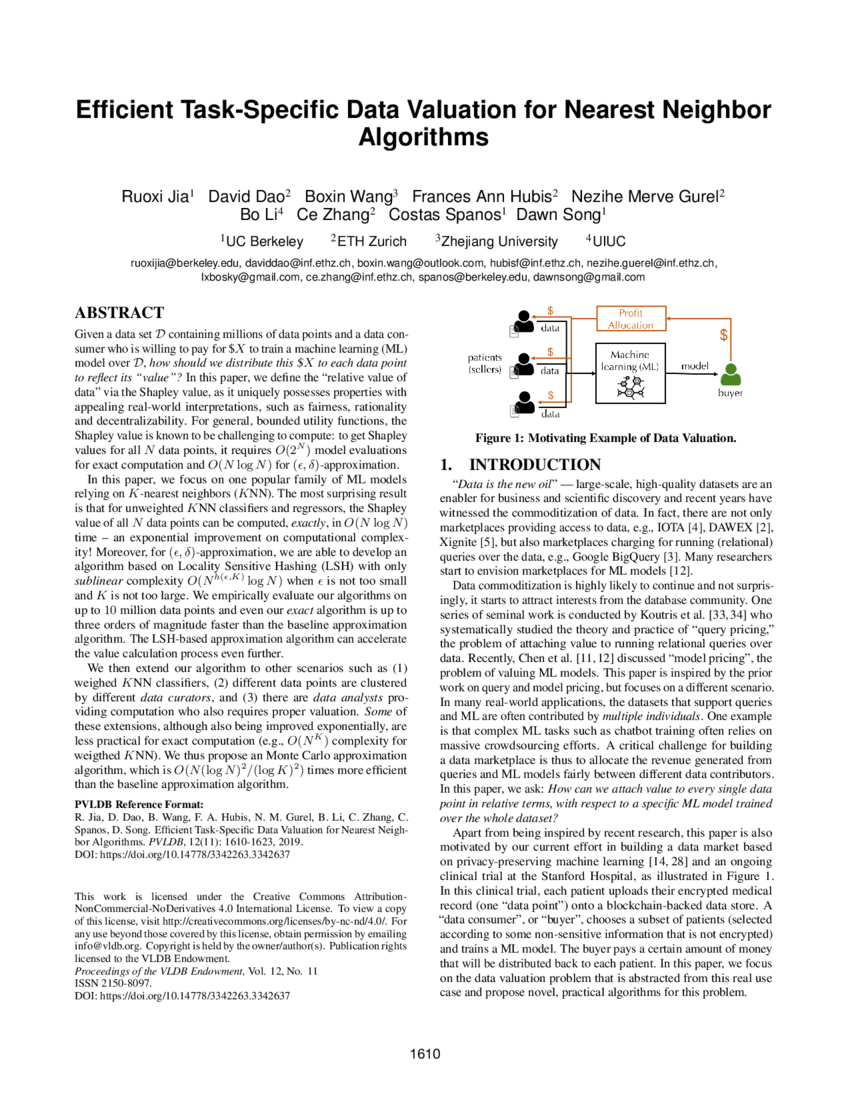 Efficient Task-Specific Data Valuation for Nearest Neighbor
Algorithms
Ruoxi Jia1 David Dao2 Boxin Wang3 Frances Ann Hubis2 Nezihe Merve Gurel2
Bo Li4 Ce Zhang2 Costas Spanos1 Dawn Song1
1UC Berkeley 2ETH Zurich 3Zhejiang University 4UIUC
ruoxijia@berkeley.edu, daviddao@inf.ethz.ch, boxin.wang@outlook.com, hubisf@inf.ethz.ch, nezihe.guerel@inf.ethz.ch,
lxbosky@gmail.com, ce.zhang@inf.ethz.ch, spanos@berkeley.edu, dawnsong@gmail.com
ABSTRACT
Given a data set D containing millions of data points and a data con-
sumer who is willing to pay for $X to train a machine learning (ML)
model over D, how should we distribute this $X to each data point
to reflect its “value”? In this paper, we define the “relative value of
data” via the Shapley value, as it uniquely possesses properties with
appealing real-world interpretations, such as fairness, rationality
and decentralizability. For general, bounded utility functions, the
Shapley value is known to be challenging to compute: to get Shapley
values for all N data points, it requires O(2^N) model evaluations
for exact computation and O(N log N) for (ϵ, δ)-approximation.
In this paper, we focus on one popular family of ML models
relying on K-nearest neighbors (KNN). The most surprising result
is that for unweighted KNN classifiers and regressors, the Shapley
value of all N data points can be computed, exactly, in O(N log N)
time – an exponential improvement on computational complex-
ity! Moreover, for (ϵ, δ)-approximation, we are able to develop an
algorithm based on Locality Sensitive Hashing (LSH) with only
sublinear complexity O(N^h(ϵ,K) log N) when ϵ is not too small
and K is not too large. We empirically evaluate our algorithms on
up to 10 million data points and even our exact algorithm is up to
three orders of magnitude faster than the baseline approximation
algorithm. The LSH-based approximation algorithm can accelerate
the value calculation process even further.
We then extend our algorithm to other scenarios such as (1)
weighed KNN classifiers, (2) different data points are clustered
by different data curators, and (3) there are data analysts pro-
viding computation who also requires proper valuation. Some of
these extensions, although also being improved exponentially, are
less practical for exact computation (e.g., O(N^K) complexity for
weigthed KNN). We thus propose an Monte Carlo approximation
algorithm, which is O(N(log N)^2/(log K)^2) times more efficient
than the baseline approximation algorithm.
PVLDB Reference Format:
R. Jia, D. Dao, B. Wang, F. A. Hubis, N. M. Gurel, B. Li, C. Zhang, C.
Spanos, D. Song. Efficient Task-Specific Data Valuation for Nearest Neigh-
bor Algorithms. PVLDB, 12(11): 1610-1623, 2019.
DOI: https://doi.org/10.14778/3342263.3342637
This work is licensed under the Creative Commons Attribution-
NonCommercial-NoDerivatives 4.0 International License. To view a copy
of this license, visit http://creativecommons.org/licenses/by-nc-nd/4.0/. For
any use beyond those covered by this license, obtain permission by emailing
info@vldb.org. Copyright is held by the owner/author(s). Publication rights
licensed to the VLDB Endowment.
Proceedings of the VLDB Endowment, Vol. 12, No. 11
ISSN 2150-8097.
DOI: https://doi.org/10.14778/3342263.3342637
patients
(sellers)
$
data
$
data
$
data
Profit
Allocation
Machine
learning (ML)
model
$
buyer
Figure 1: Motivating Example of Data Valuation.
1. INTRODUCTION
“Data is the new oil” — large-scale, high-quality datasets are an
enabler for business and scientific discovery and recent years have
witnessed the commoditization of data. In fact, there are not only
marketplaces providing access to data, e.g., IOTA [4], DAWEX [2],
Xignite [5], but also marketplaces charging for running (relational)
queries over the data, e.g., Google BigQuery [3]. Many researchers
start to envision marketplaces for ML models [12].
Data commoditization is highly likely to continue and not surpris-
ingly, it starts to attract interests from the database community. One
series of seminal work is conducted by Koutris et al. [33, 34] who
systematically studied the theory and practice of “query pricing,”
the problem of attaching value to running relational queries over
data. Recently, Chen et al. [11, 12] discussed “model pricing”, the
problem of valuing ML models. This paper is inspired by the prior
work on query and model pricing, but focuses on a different scenario.
In many real-world applications, the datasets that support queries
and ML are often contributed by multiple individuals. One example
is that complex ML tasks such as chatbot training often relies on
massive crowdsourcing efforts. A critical challenge for building
a data marketplace is thus to allocate the revenue generated from
queries and ML models fairly between different data contributors.
In this paper, we ask: How can we attach value to every single data
point in relative terms, with respect to a specific ML model trained
over the whole dataset?
Apart from being inspired by recent research, this paper is also
motivated by our current effort in building a data market based
on privacy-preserving machine learning [14, 28] and an ongoing
clinical trial at the Stanford Hospital, as illustrated in Figure 1.
In this clinical trial, each patient uploads their encrypted medical
record (one “data point”) onto a blockchain-backed data store. A
“data consumer”, or “buyer”, chooses a subset of patients (selected
according to some non-sensitive information that is not encrypted)
and trains a ML model. The buyer pays a certain amount of money
that will be distributed back to each patient. In this paper, we focus
on the data valuation problem that is abstracted from this real use
case and propose novel, practical algorithms for this problem.
1610